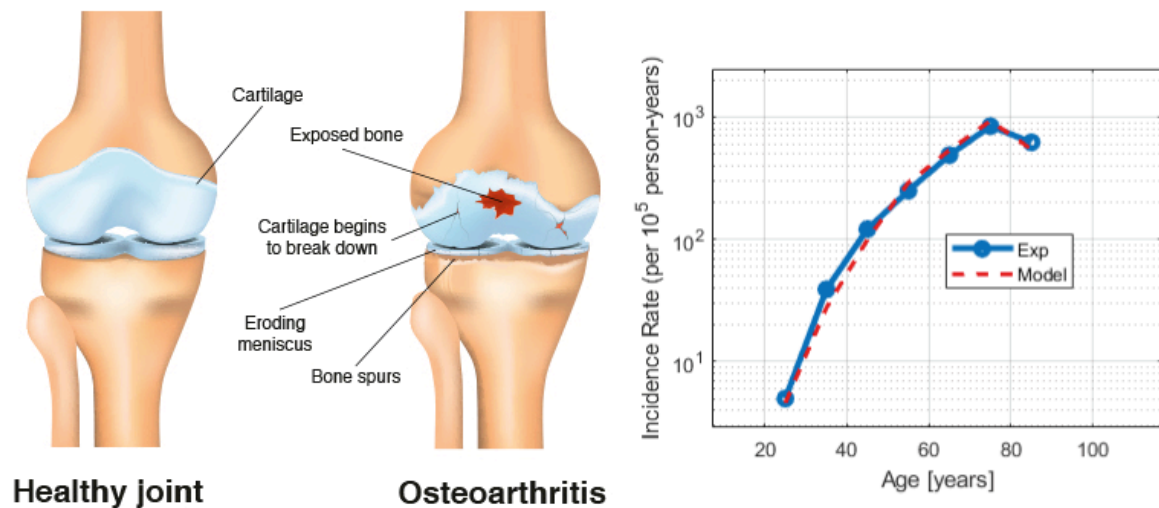 Cartilage
Exposed bone
Cartilage begins
to break down
Eroding
meniscus
Bone spurs
Healthy joint
Osteoarthritis
Incidence Rate (per 10^5 person-years)
10^3
10^2
10^1
Exp
Model
20 40 60 80 100
Age [years]